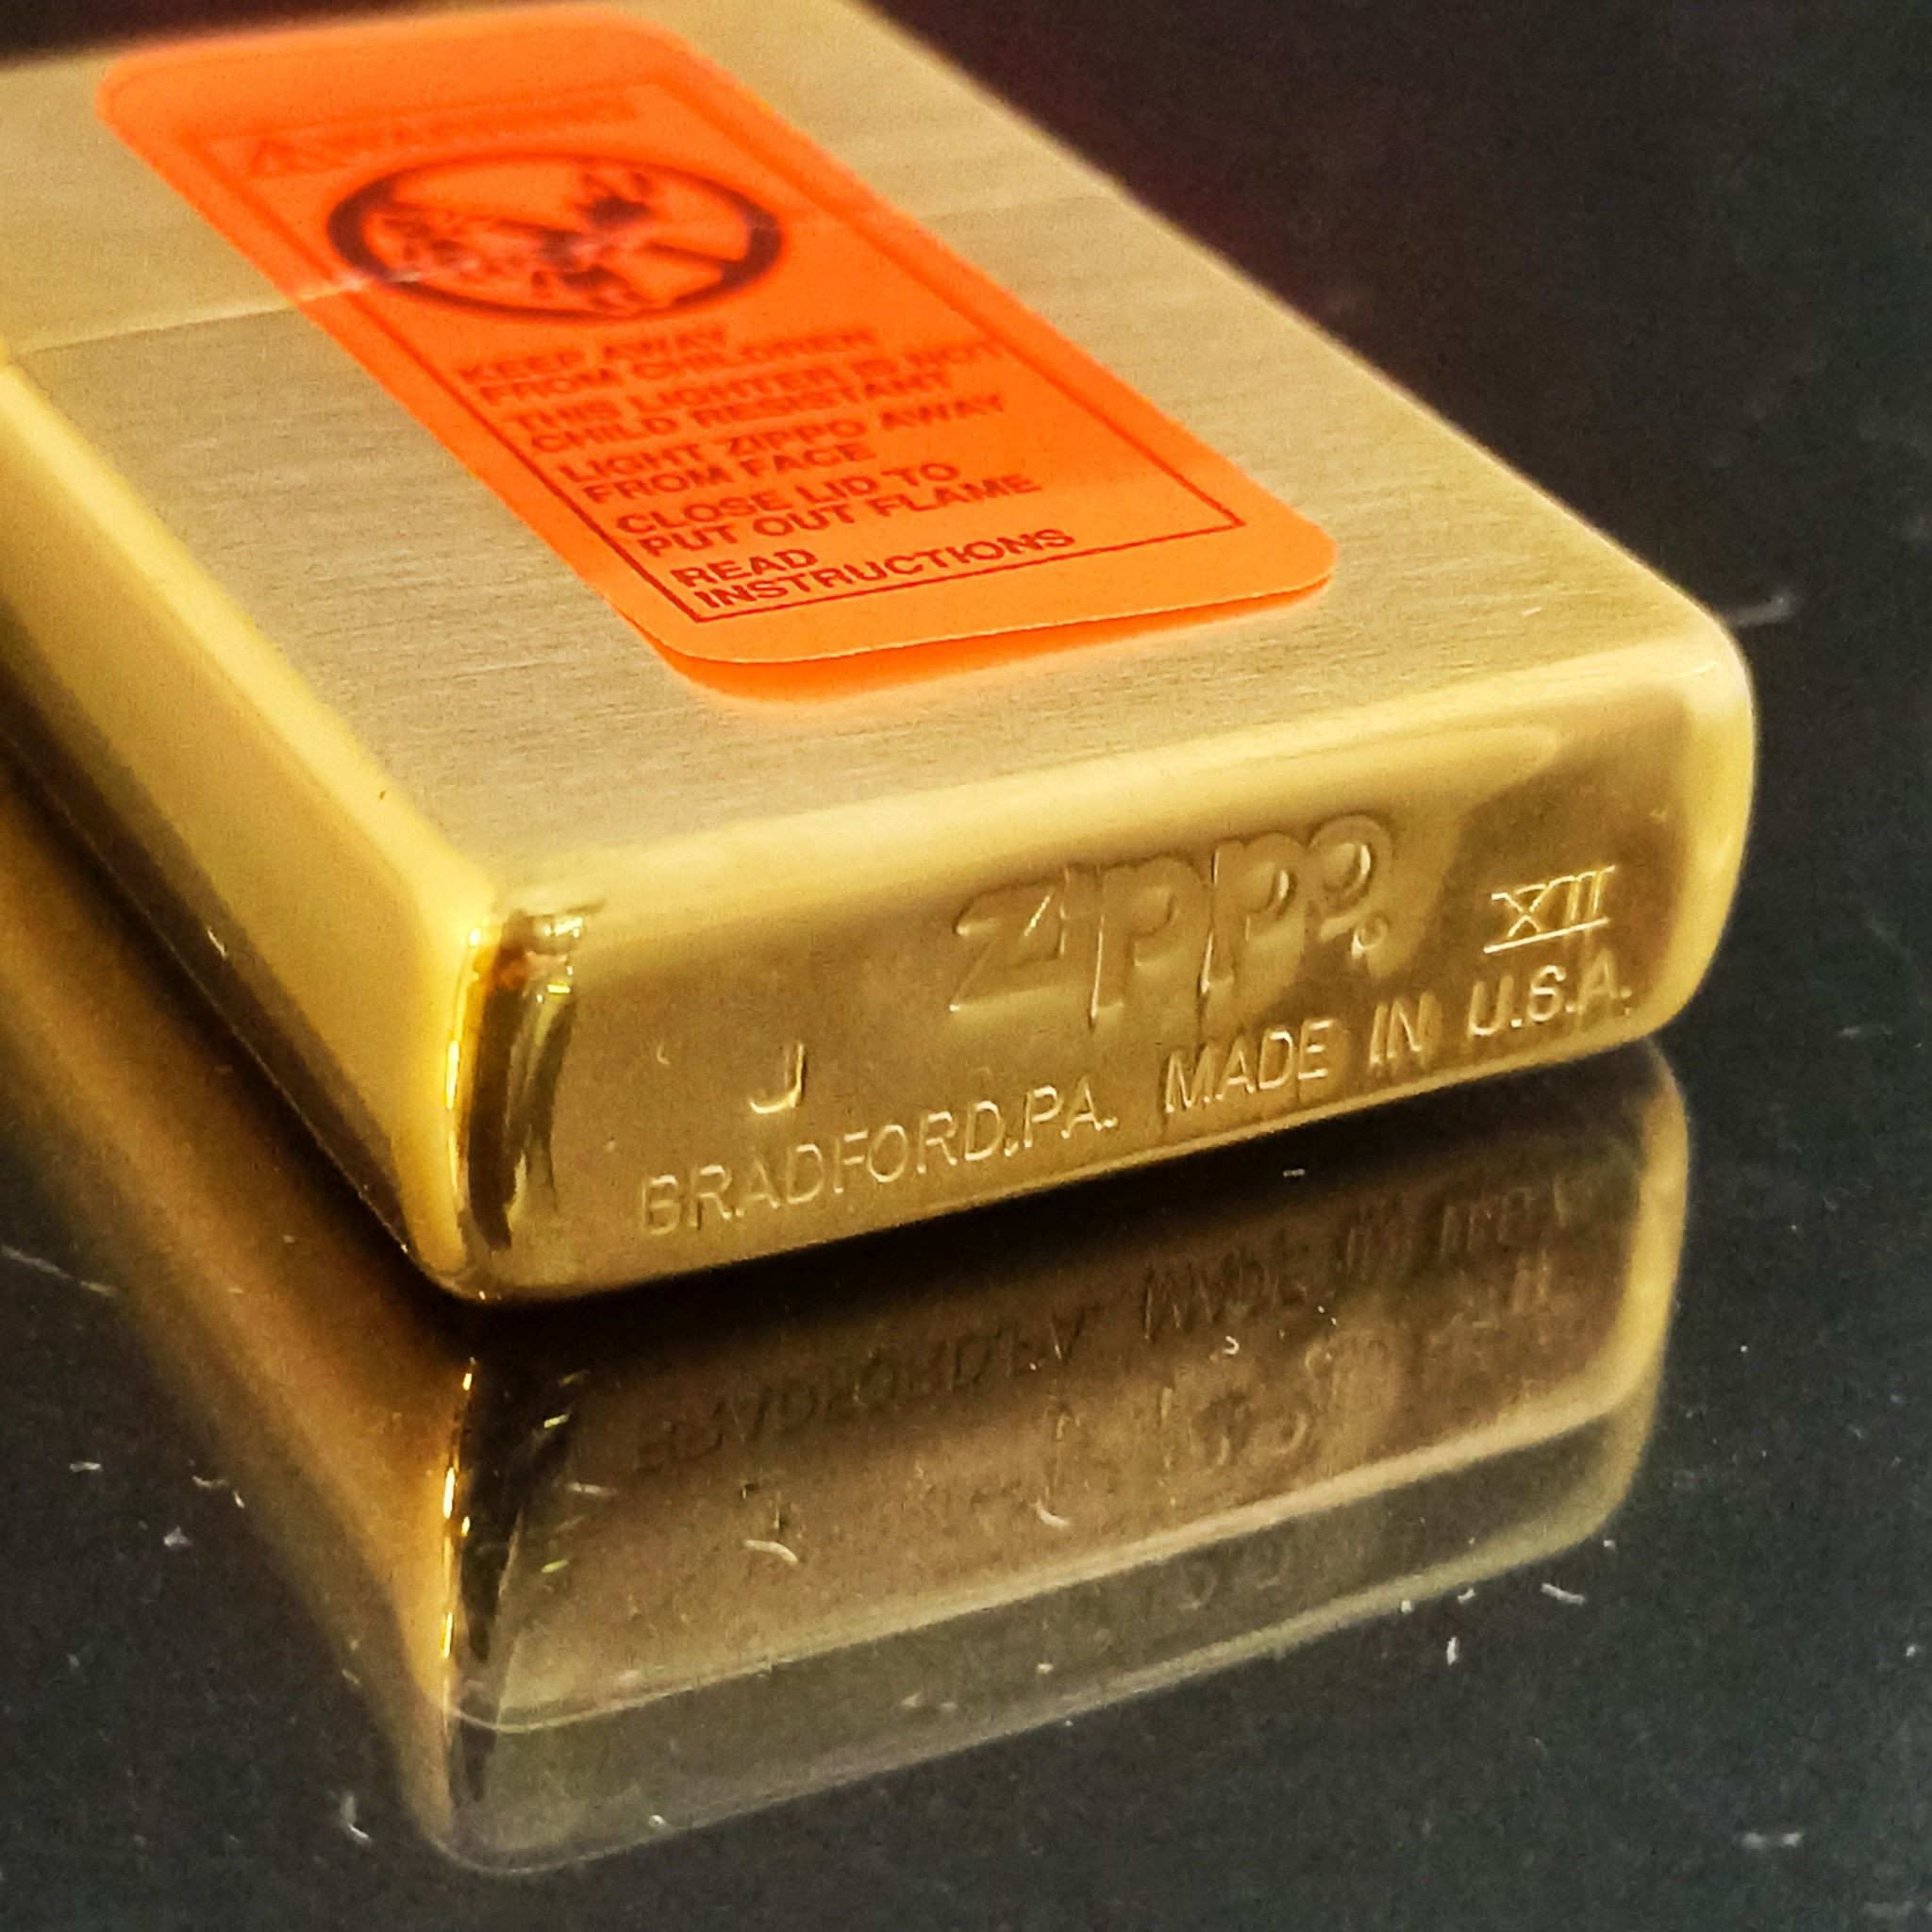 KEEP AWAY
FROM CHILDREN
THIS LIGHTER IS NOT
CHILD RESISTANT
LIGHT ZIPPO AWAY
FROM FACE
CLOSE LID TO
PUT OUT FLAME
READ
INSTRUCTIONS
zippo
J XII
BRADFORD,PA. MADE IN U.S.A.